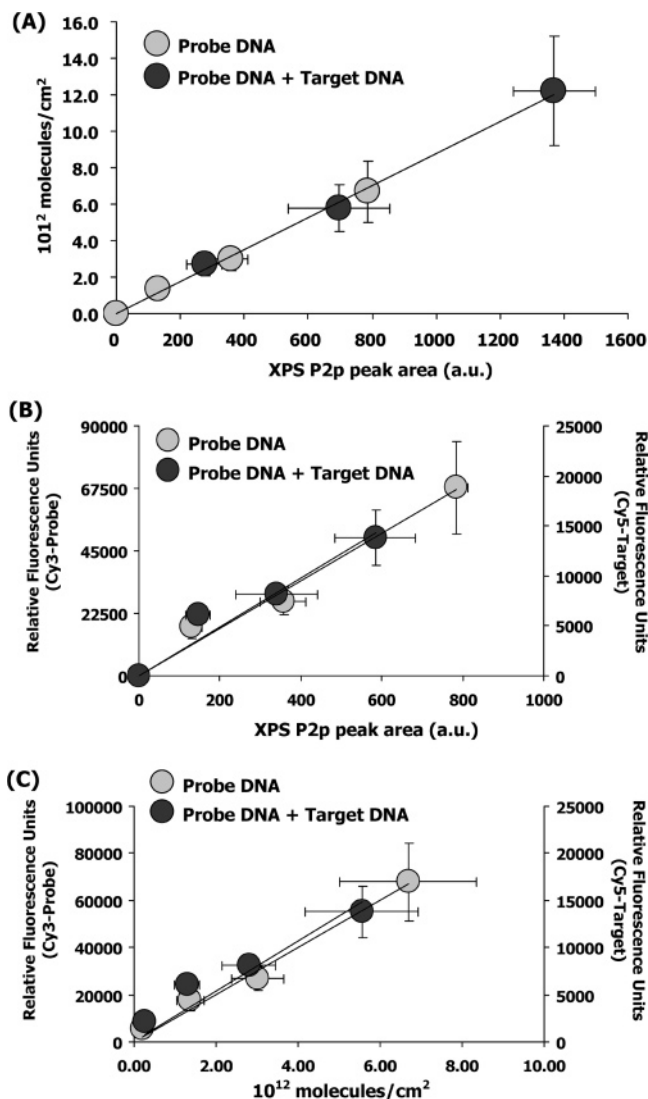 (A)
Probe DNA
Probe DNA + Target DNA
16.0
14.0
12.0
10.0
8.0
6.0
4.0
2.0
0.0
101² molecules/cm²
0 200 400 600 800 1000 1200 1400 1600
XPS P2p peak area (a.u.)
(B)
Probe DNA
Probe DNA + Target DNA
90000
67500
45000
22500
0
Relative Fluorescence Units
(Cy3-Probe)
25000
20000
15000
10000
5000
0
Relative Fluorescence Units
(Cy5-Target)
0 200 400 600 800 1000
XPS P2p peak area (a.u.)
(C)
Probe DNA
Probe DNA + Target DNA
100000
80000
60000
40000
20000
0
Relative Fluorescence Units
(Cy3-Probe)
25000
20000
15000
10000
5000
0
Relative Fluorescence Units
(Cy5-Target)
0.00 2.00 4.00 6.00 8.00 10.00
10¹² molecules/cm²